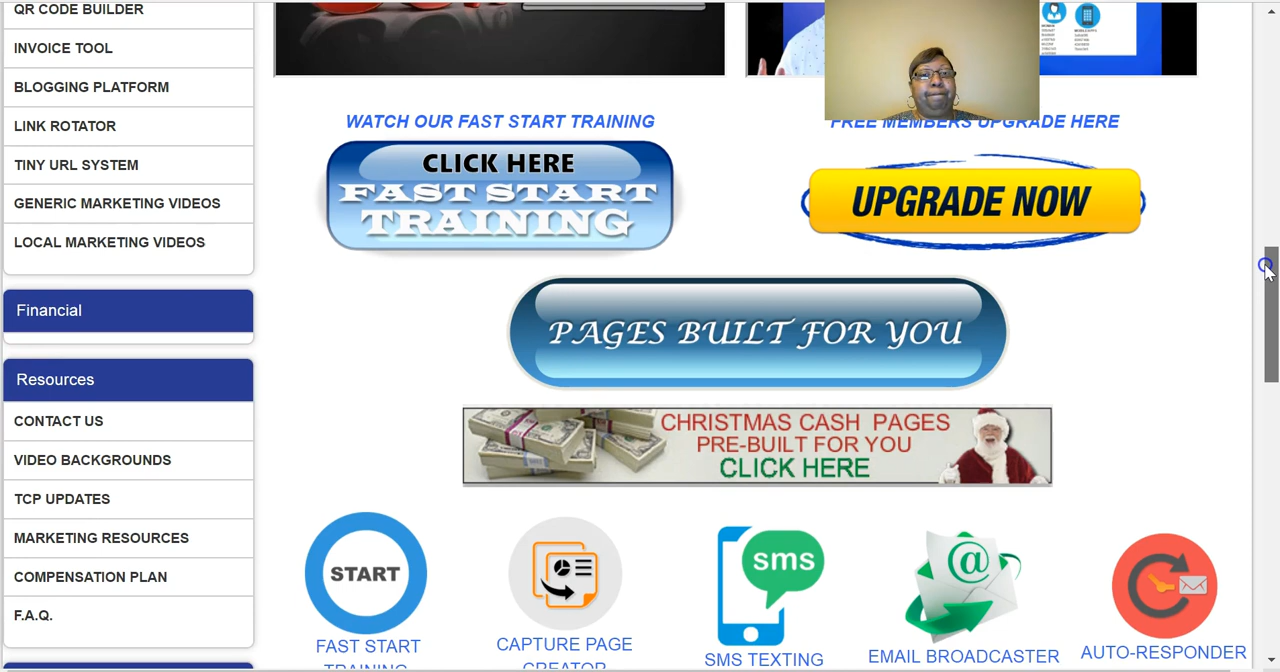 QR CODE BUILDER
INVOICE TOOL
BLOGGING PLATFORM
LINK ROTATOR
TINY URL SYSTEM
GENERIC MARKETING VIDEOS
LOCAL MARKETING VIDEOS
Financial
Resources
CONTACT US
VIDEO BACKGROUNDS
TCP UPDATES
MARKETING RESOURCES
COMPENSATION PLAN
F.A.Q.
WATCH OUR FAST START TRAINING
CLICK HERE
FAST START
TRAINING
FREE MEMBERS UPGRADE HERE
UPGRADE NOW
PAGES BUILT FOR YOU
CHRISTMAS CASH PAGES
PRE-BUILT FOR YOU
CLICK HERE
START
FAST START
TRAINING
CAPTURE PAGE
CREATOR
sms
SMS TEXTING
@
EMAIL BROADCASTER
AUTO-RESPONDER